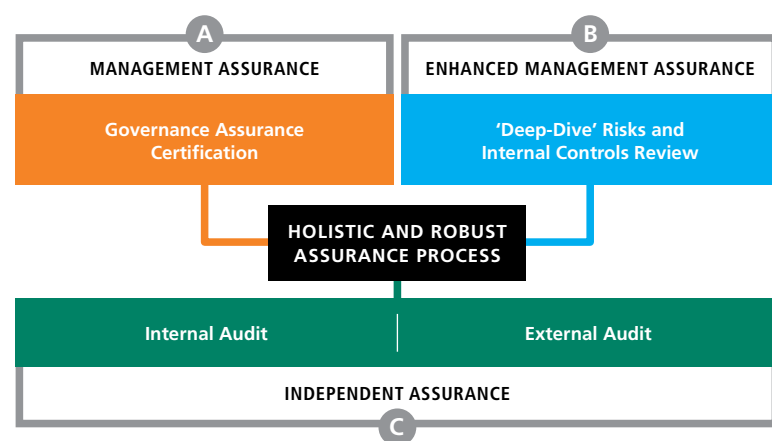 A
B
MANAGEMENT ASSURANCE
ENHANCED MANAGEMENT ASSURANCE
Governance Assurance
Certification
‘Deep-Dive’ Risks and
Internal Controls Review
HOLISTIC AND ROBUST
ASSURANCE PROCESS
Internal Audit
External Audit
INDEPENDENT ASSURANCE
C